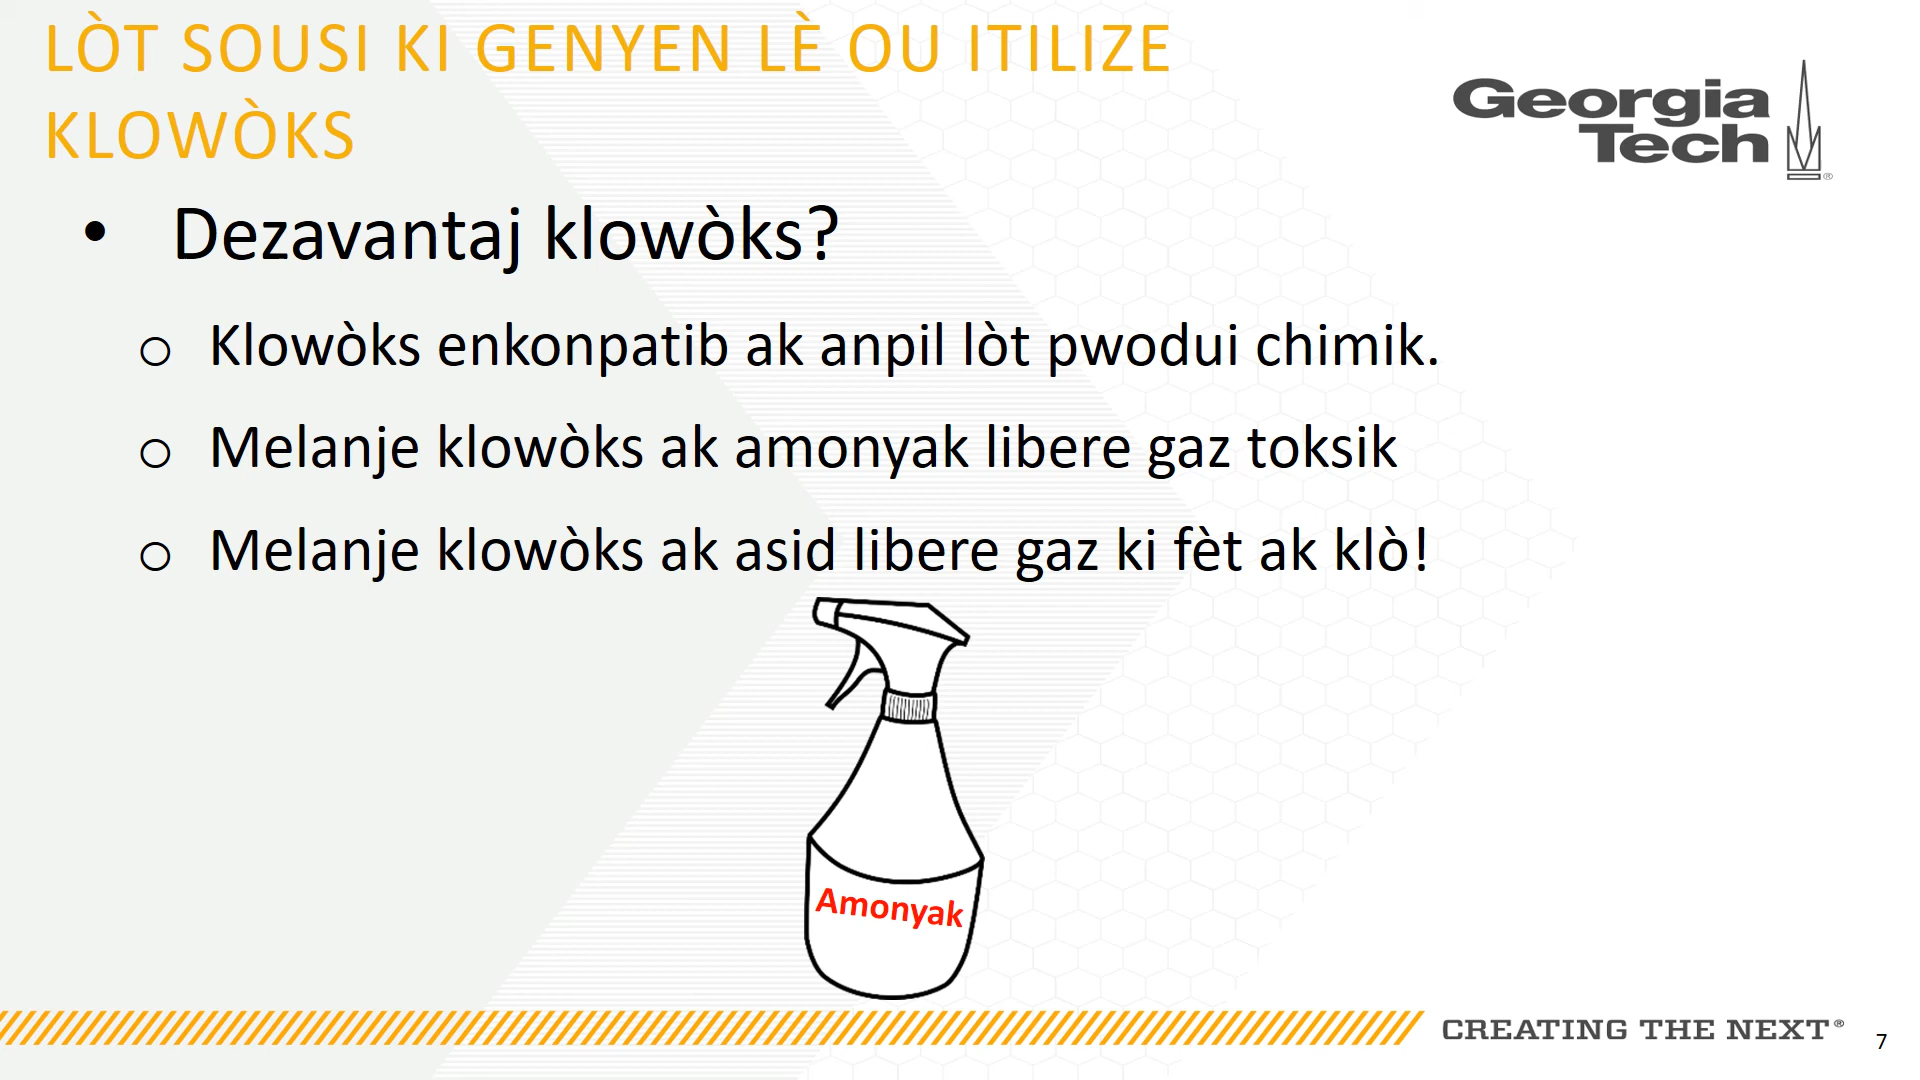 LÒT SOUSI KI GENYEN LÈ OU ITILIZE
KLOWÒKS
Georgia
Tech
®
• Dezavantaj klowòks?
o Klowòks enkonpatib ak anpil lòt pwodui chimik.
o Melanje klowòks ak amonyak libere gaz toksik
o Melanje klowòks ak asid libere gaz ki fèt ak klò!
Amonyak
CREATING THE NEXT®
7